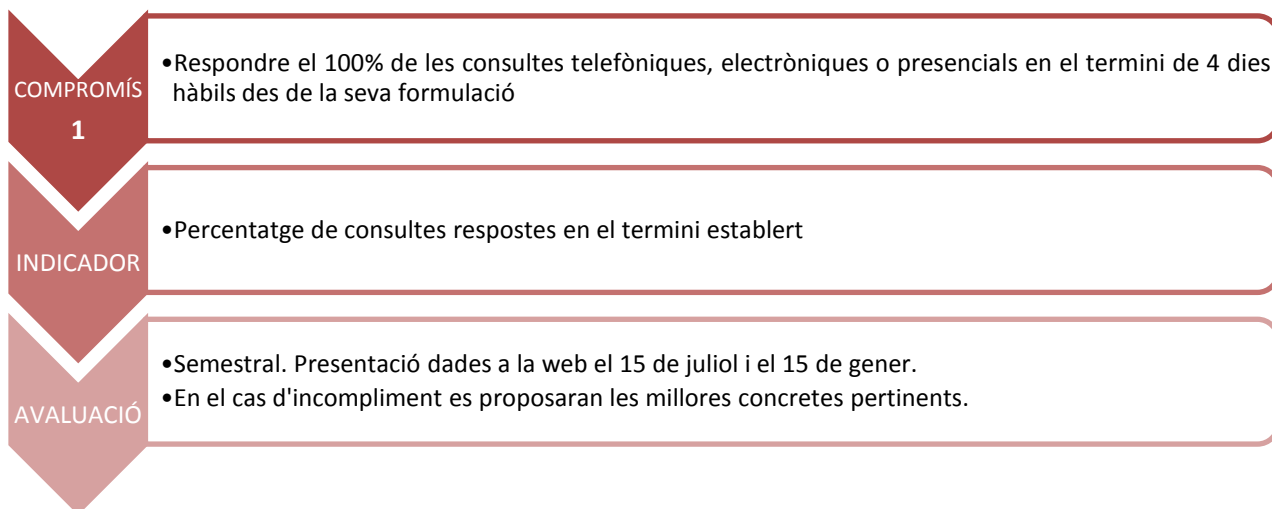 COMPROMÍS
1
•Respondre el 100% de les consultes telefòniques, electròniques o presencials en el termini de 4 dies
hàbils des de la seva formulació
INDICADOR
•Percentatge de consultes respostes en el termini establert
AVALUACIÓ
•Semestral. Presentació dades a la web el 15 de juliol i el 15 de gener.
•En el cas d'incompliment es proposaran les millores concretes pertinents.